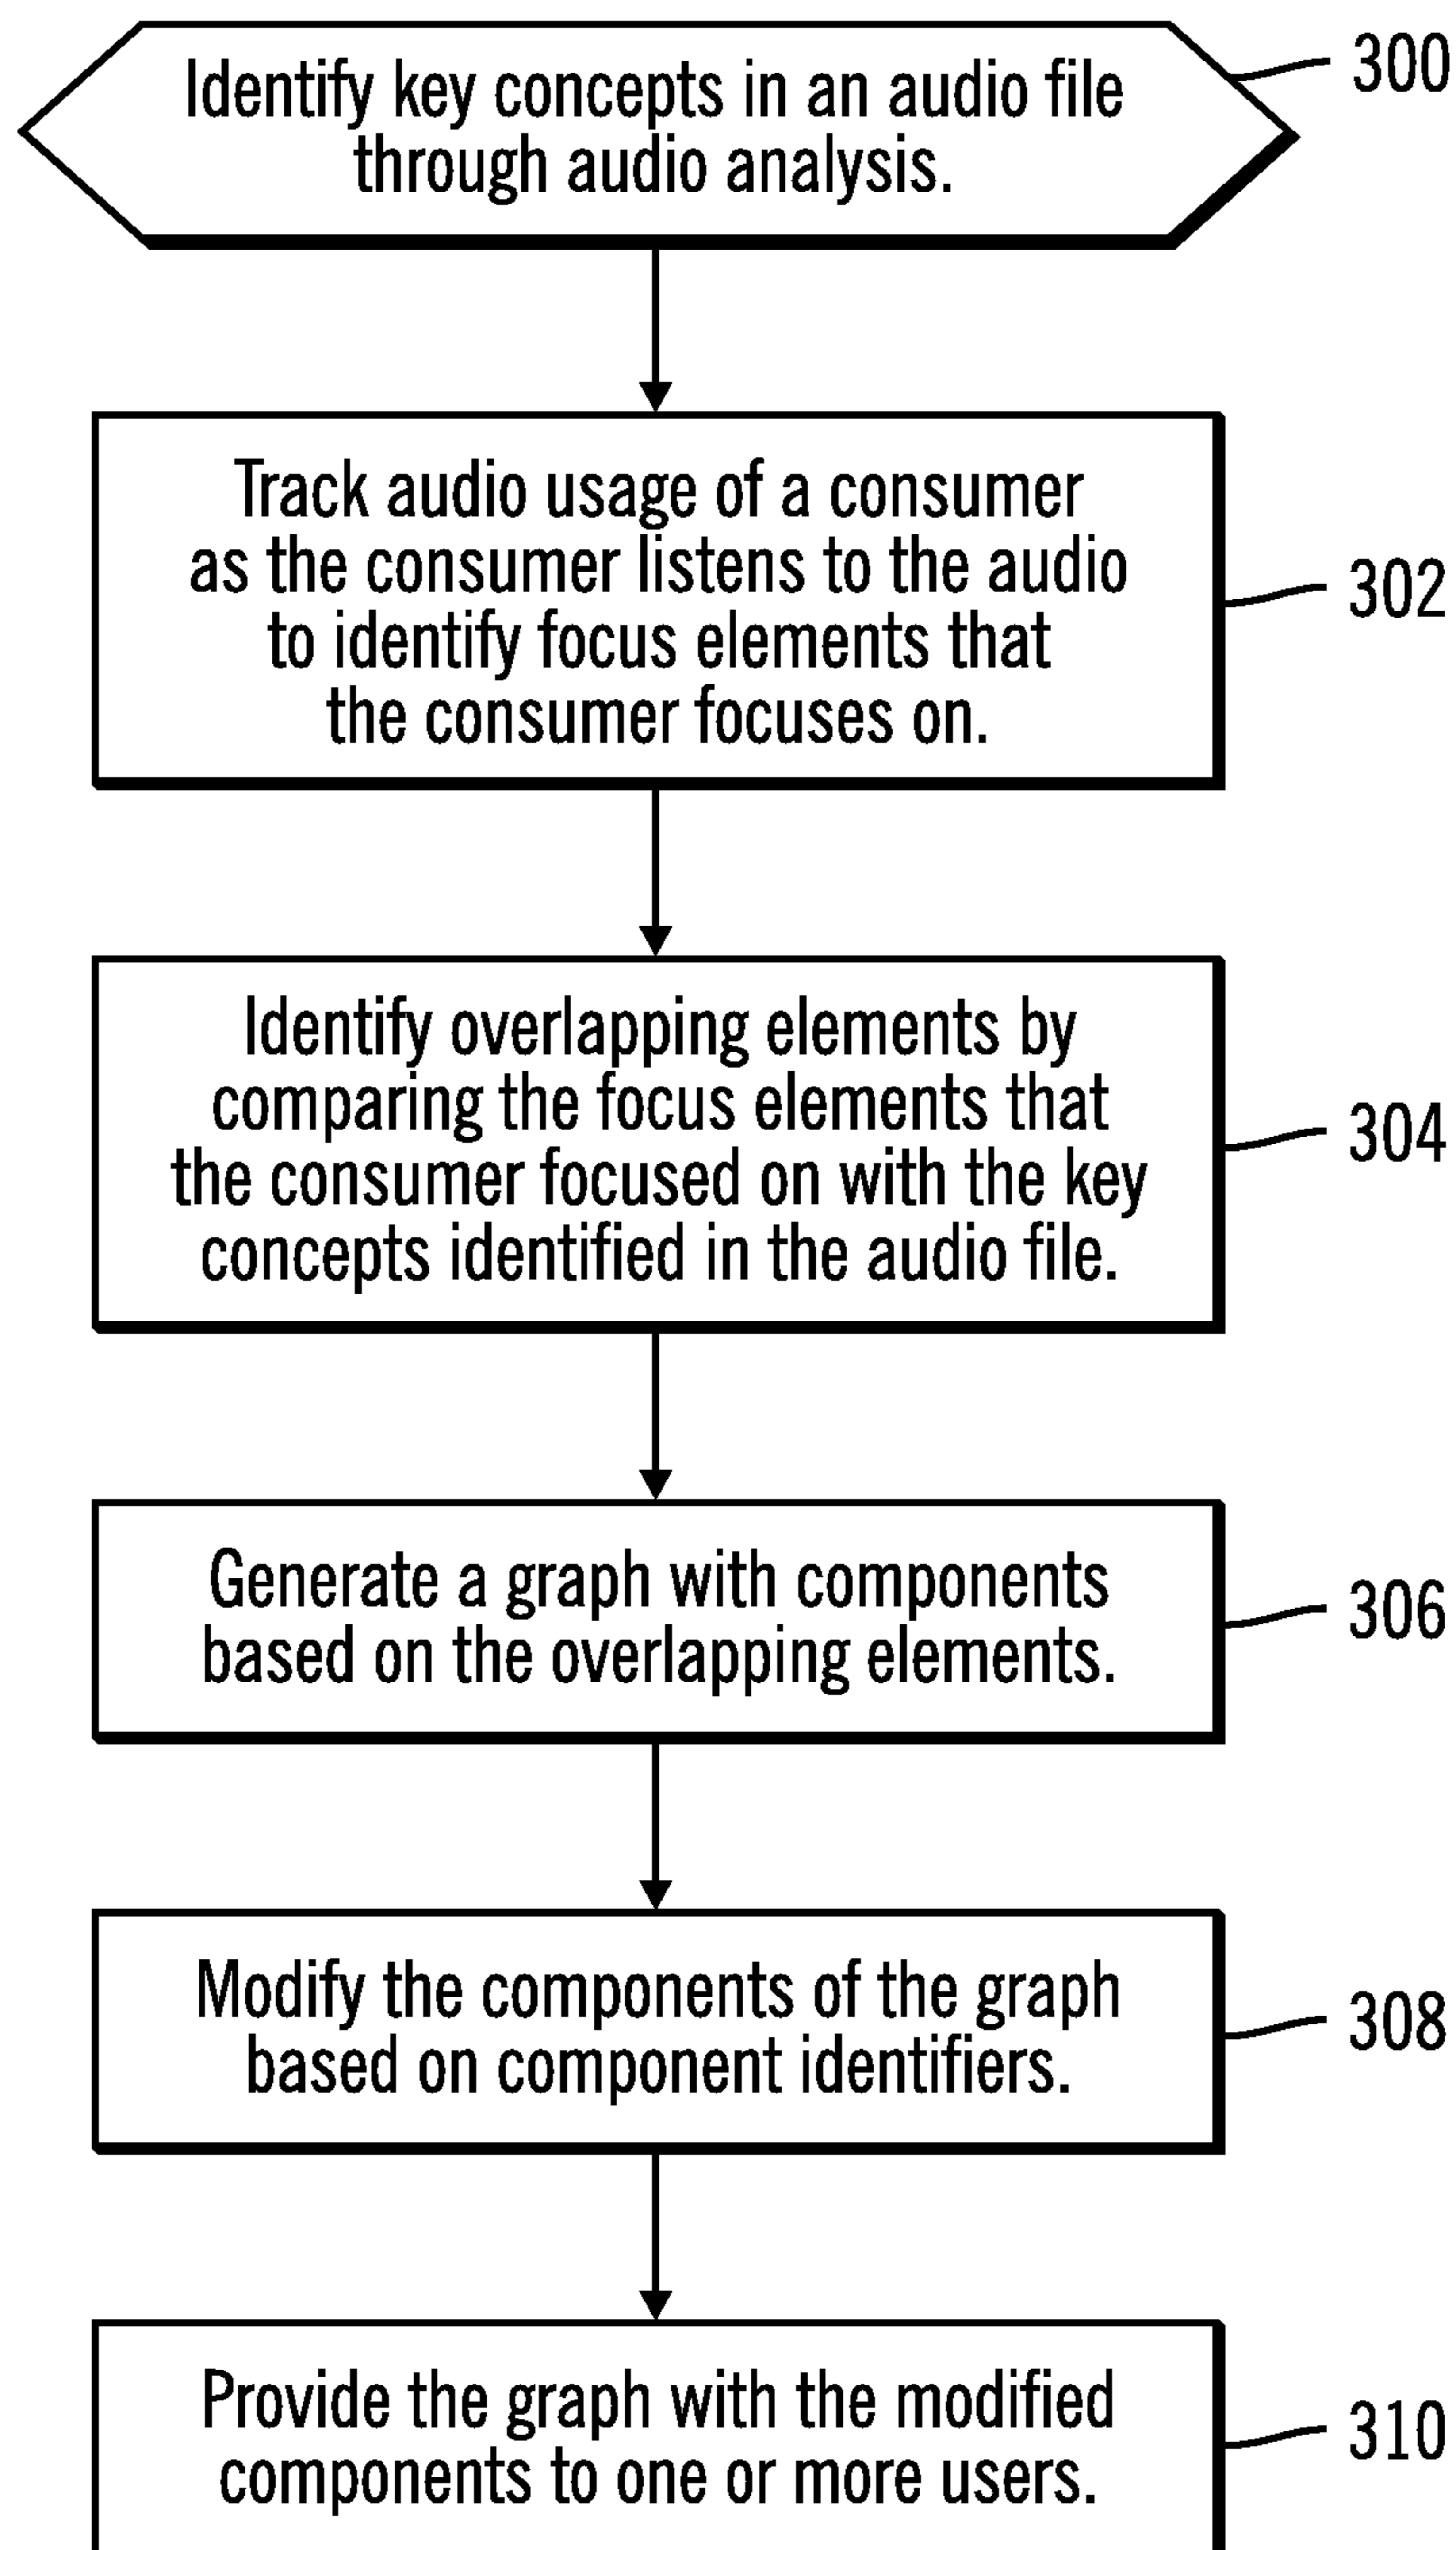 Identify key concepts in an audio file
through audio analysis.
300
Track audio usage of a consumer
as the consumer listens to the audio
to identify focus elements that
the consumer focuses on.
302
Identify overlapping elements by
comparing the focus elements that
the consumer focused on with the key
concepts identified in the audio file.
304
Generate a graph with components
based on the overlapping elements.
306
Modify the components of the graph
based on component identifiers.
308
Provide the graph with the modified
components to one or more users.
310